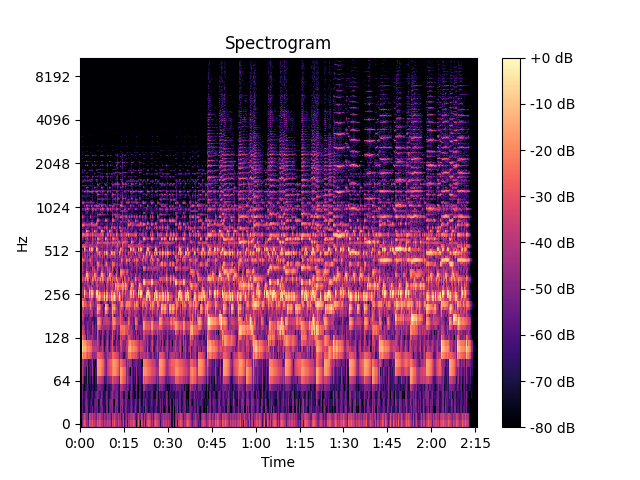 Spectrogram
8192
4096
2048
1024
512
256
128
64
0
Hz
0:00 0:15 0:30 0:45 1:00 1:15 1:30 1:45 2:00 2:15
Time
+0 dB
-10 dB
-20 dB
-30 dB
-40 dB
-50 dB
-60 dB
-70 dB
-80 dB